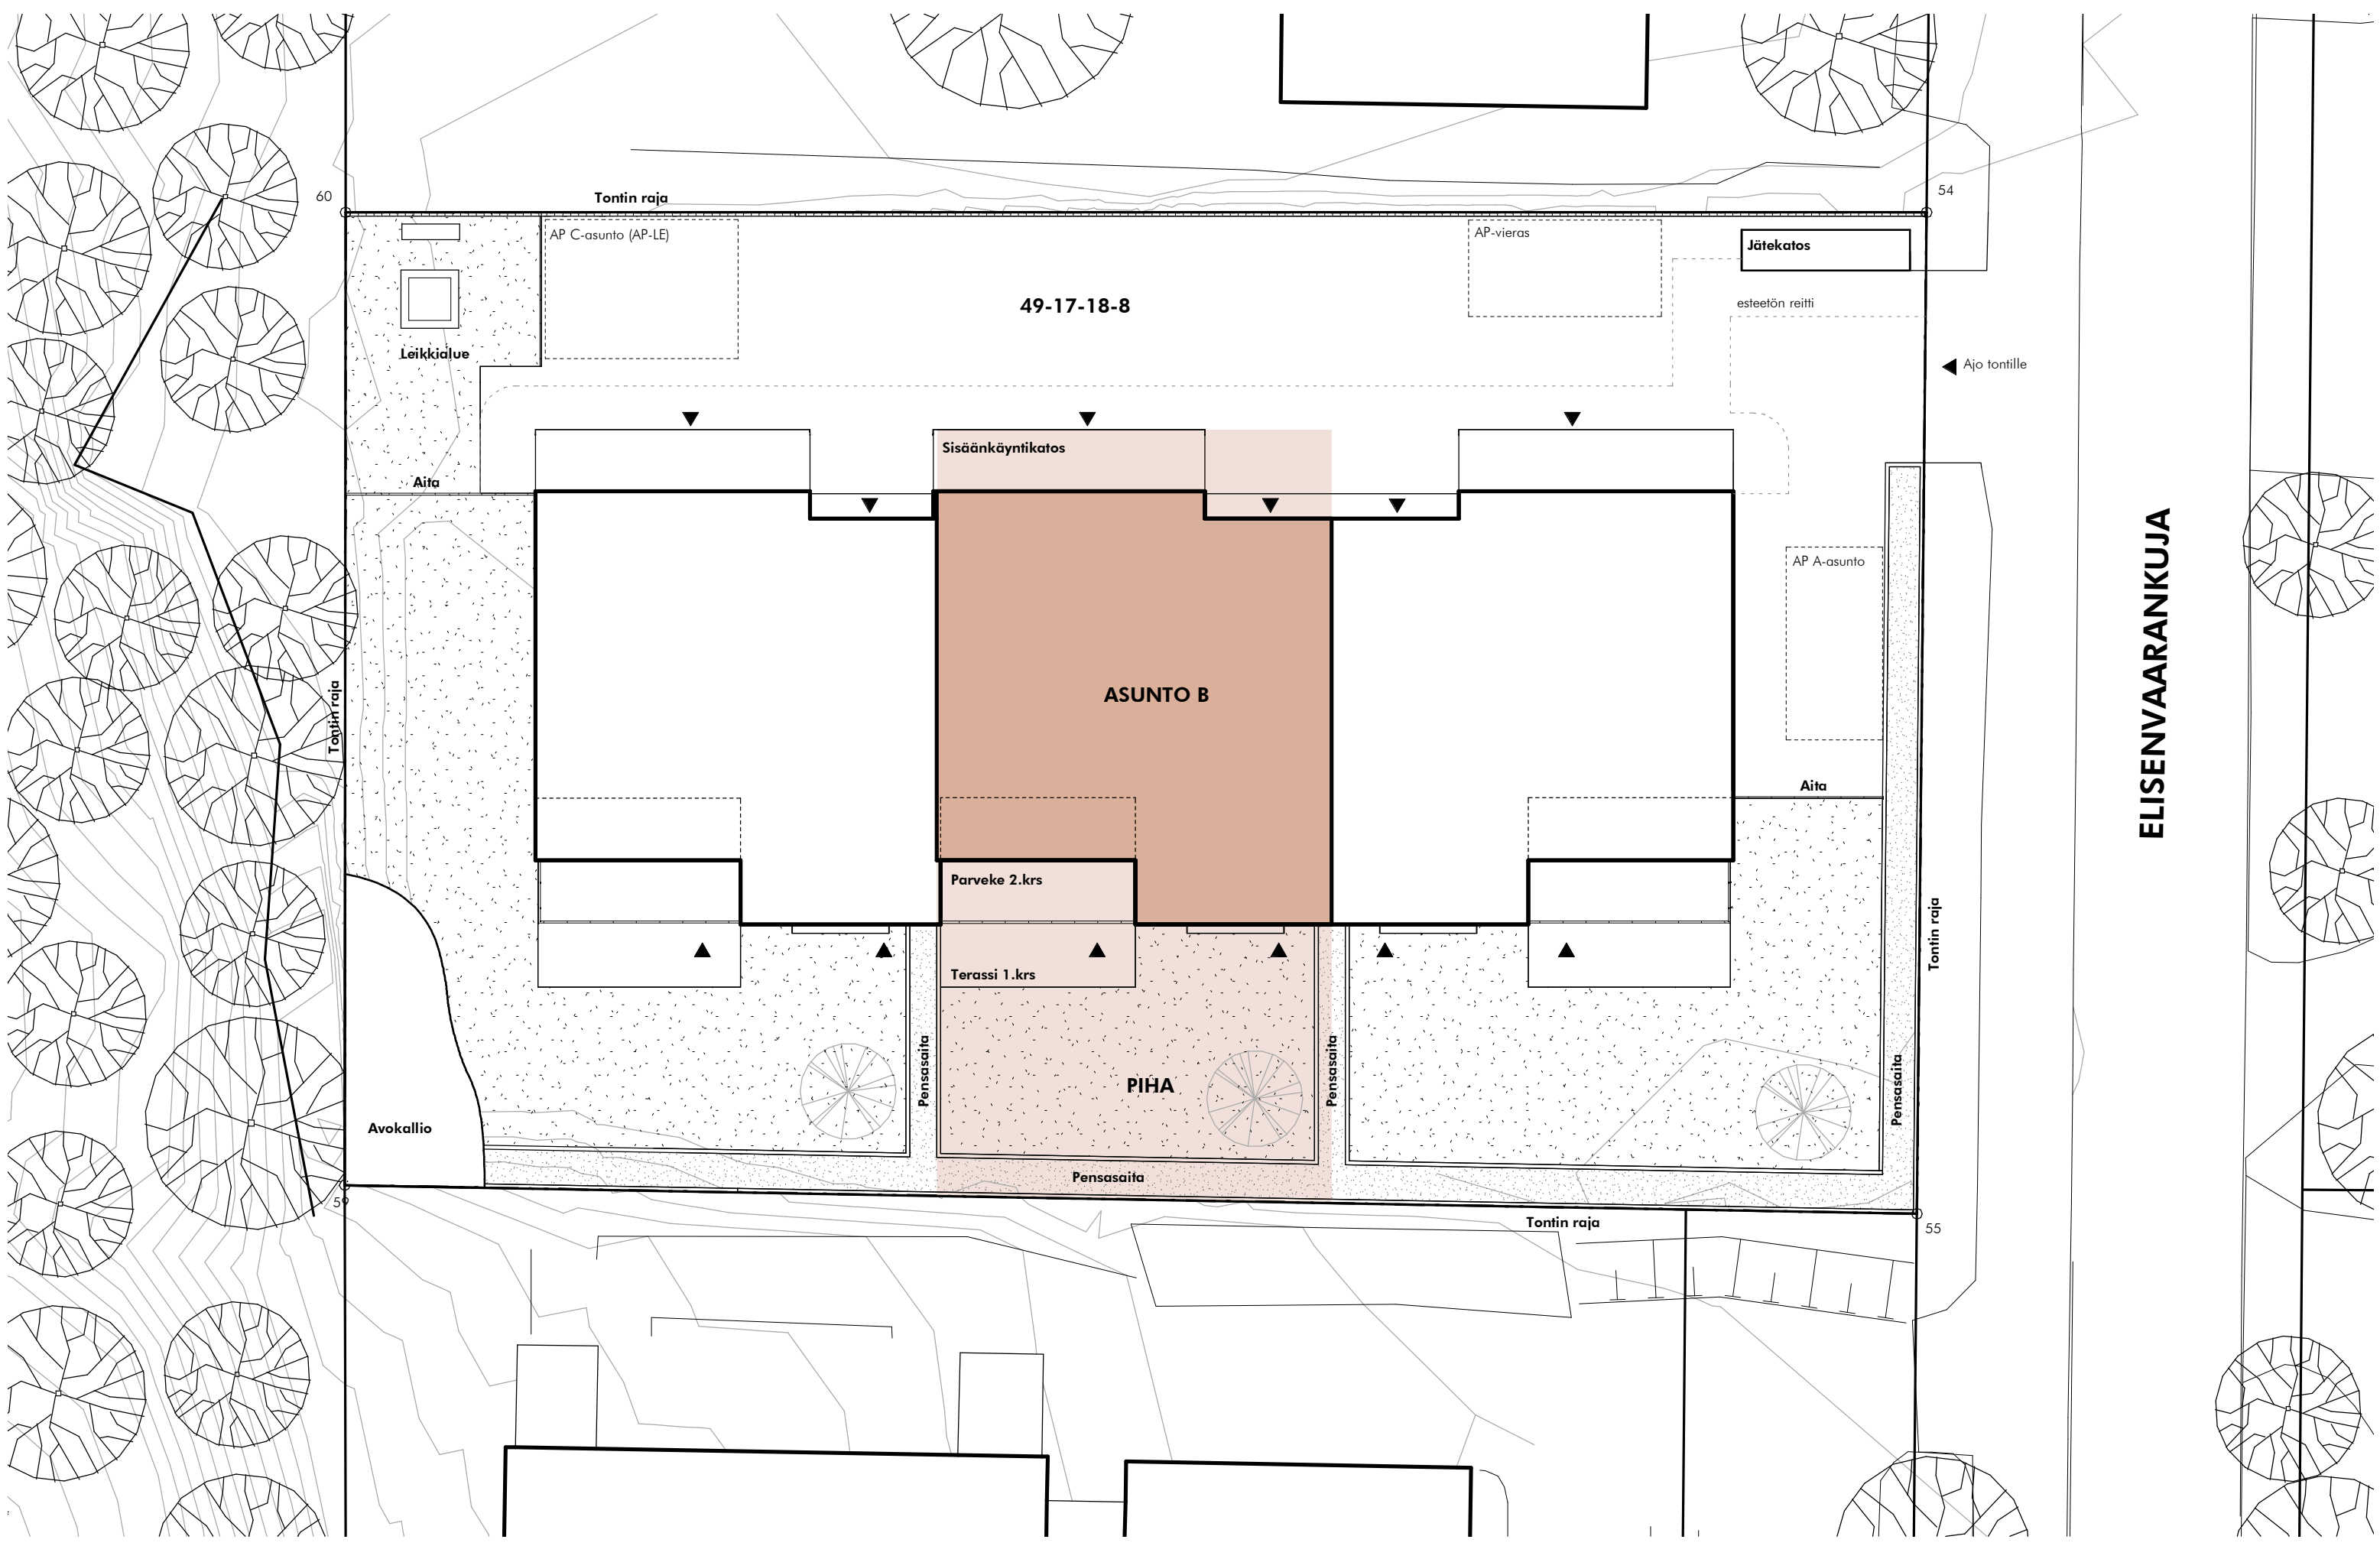 60
Tontin raja
54
AP C-asunto (AP-LE)
AP-vieras
Jätekatos
49-17-18-8
esteetön reitti
Leikkialue
Ajo tontille
Sisäänkäyntikatos
Aita
AP A-asunto
ELISENVAARANKUJA
ASUNTO B
Tontin raja
Aita
Parveke 2.krs
Tontin raja
Terassi 1.krs
Pensasaita
Pensasaita
Pensasaita
PIHA
Avokallio
Pensasaita
59
Tontin raja
55